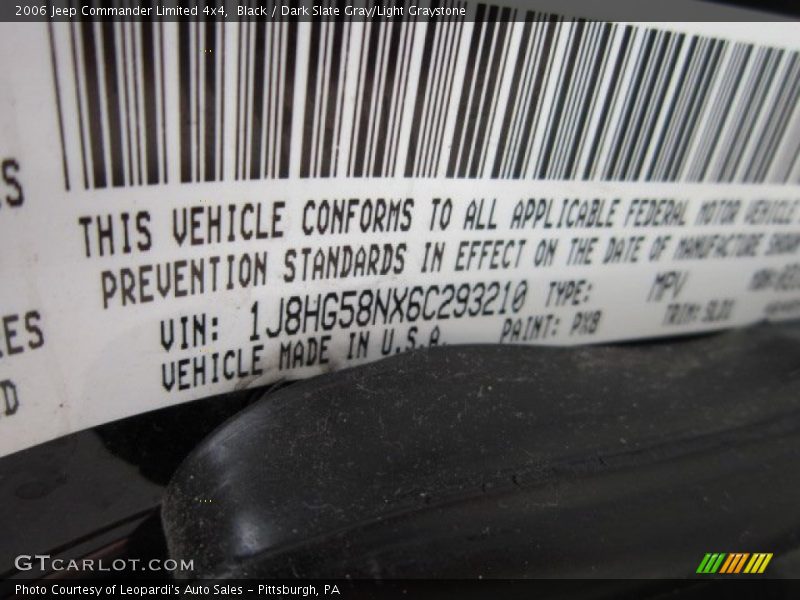 2006 Jeep Commander Limited 4x4, Black / Dark Slate Gray/Light Graystone
THIS VEHICLE CONFORMS TO ALL APPLICABLE FEDERAL MOTOR VEHICLE
PREVENTION STANDARDS IN EFFECT ON THE DATE OF MANUFACTURE
VIN: 1J8HG58NX6C293210 TYPE: MPV
VEHICLE MADE IN U.S.A. PAINT: PX8 TRIM:
GTCARLOT.COM
Photo Courtesy of Leopardi's Auto Sales - Pittsburgh, PA